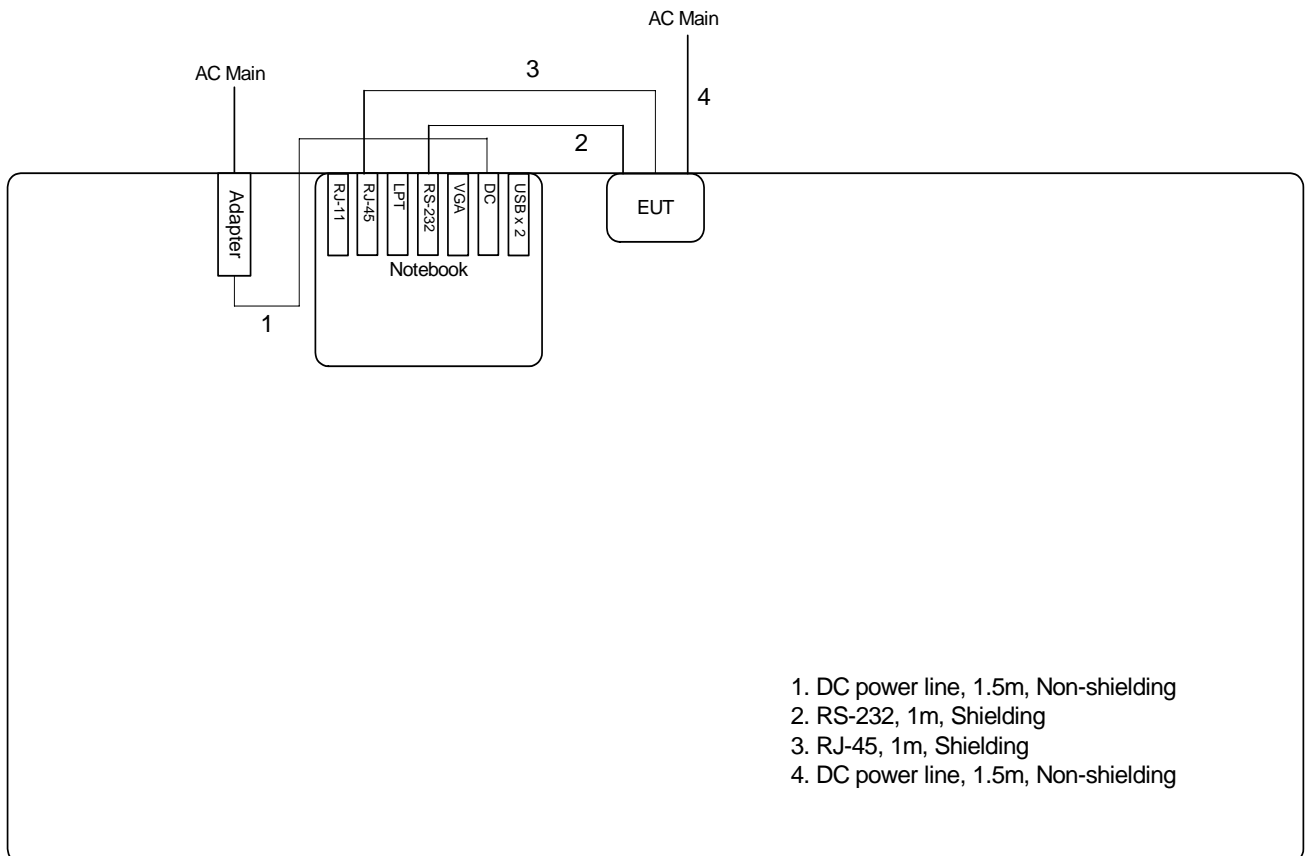 AC Main
AC Main
3
4
2
Adapter
RJ-11
RJ-45
LPT
RS-232
VGA
DC
USB x 2
EUT
Notebook
1
1. DC power line, 1.5m, Non-shielding
2. RS-232, 1m, Shielding
3. RJ-45, 1m, Shielding
4. DC power line, 1.5m, Non-shielding